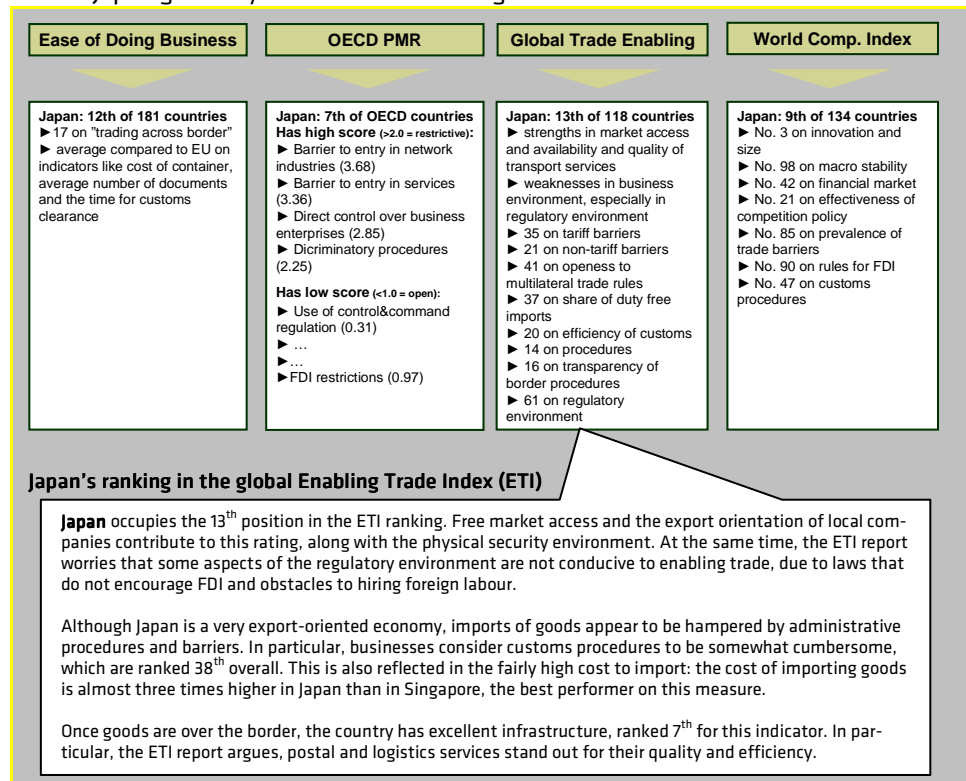 Ease of Doing Business
OECD PMR
Global Trade Enabling
World Comp. Index
Japan: 12th of 181 countries
►17 on ”trading across border”
► average compared to EU on
indicators like cost of container,
average number of documents
and the time for customs
clearance
Japan: 7th of OECD countries
Has high score (>2.0 = restrictive):
► Barrier to entry in network
industries (3.68)
► Barrier to entry in services
(3.36)
► Direct control over business
enterprises (2.85)
► Dicriminatory procedures
(2.25)
Has low score (<1.0 = open):
► Use of control&command
regulation (0.31)
► …
►…
►FDI restrictions (0.97)
Japan: 13th of 118 countries
► strengths in market access
and availability and quality of
transport services
► weaknesses in business
environment, especially in
regulatory environment
► 35 on tariff barriers
► 21 on non-tariff barriers
► 41 on openess to
multilateral trade rules
► 37 on share of duty free
imports
► 20 on efficiency of customs
► 14 on procedures
► 16 on transparency of
border procedures
► 61 on regulatory
environment
Japan: 9th of 134 countries
► No. 3 on innovation and
size
► No. 98 on macro stability
► No. 42 on financial market
► No. 21 on effectiveness of
competition policy
► No. 85 on prevalence of
trade barriers
► No. 90 on rules for FDI
► No. 47 on customs
procedures
Japan’s ranking in the global Enabling Trade Index (ETI)
Japan occupies the 13th position in the ETI ranking. Free market access and the export orientation of local com-
panies contribute to this rating, along with the physical security environment. At the same time, the ETI report
worries that some aspects of the regulatory environment are not conducive to enabling trade, due to laws that
do not encourage FDI and obstacles to hiring foreign labour.
Although Japan is a very export-oriented economy, imports of goods appear to be hampered by administrative
procedures and barriers. In particular, businesses consider customs procedures to be somewhat cumbersome,
which are ranked 38th overall. This is also reflected in the fairly high cost to import: the cost of importing goods
is almost three times higher in Japan than in Singapore, the best performer on this measure.
Once goods are over the border, the country has excellent infrastructure, ranked 7th for this indicator. In par-
ticular, the ETI report argues, postal and logistics services stand out for their quality and efficiency.